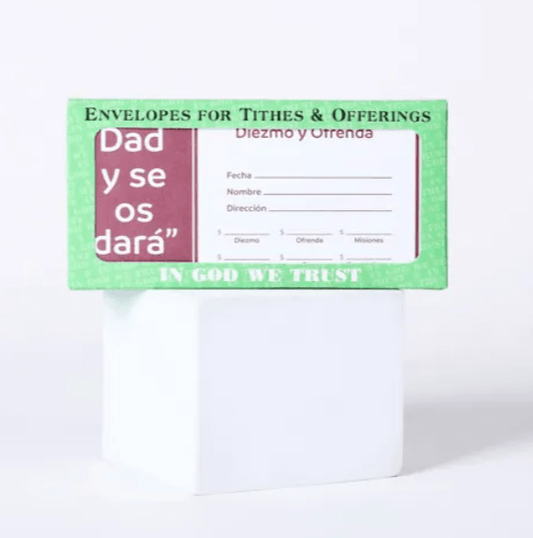 ENVELOPES FOR TITHES & OFFERINGS
Dad
y se
os
dará”
Diezmo y Ofrenda
Fecha
Nombre
Dirección
$ $ $
Diezmo Ofrenda Misiones
$ $ $
IN GOD WE TRUST